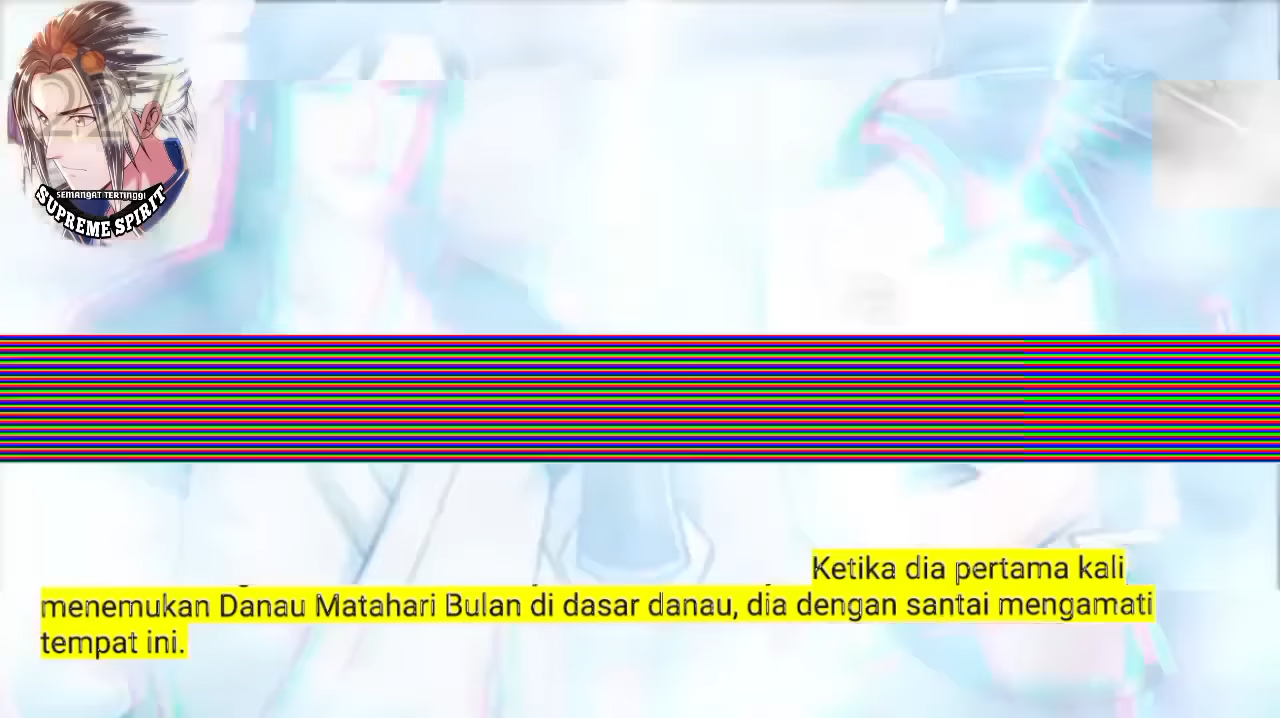 227
SEMANGAT TERTINGGI
SUPREME SPIRIT
Ketika dia pertama kali
menemukan Danau Matahari Bulan di dasar danau, dia dengan santai mengamati
tempat ini.